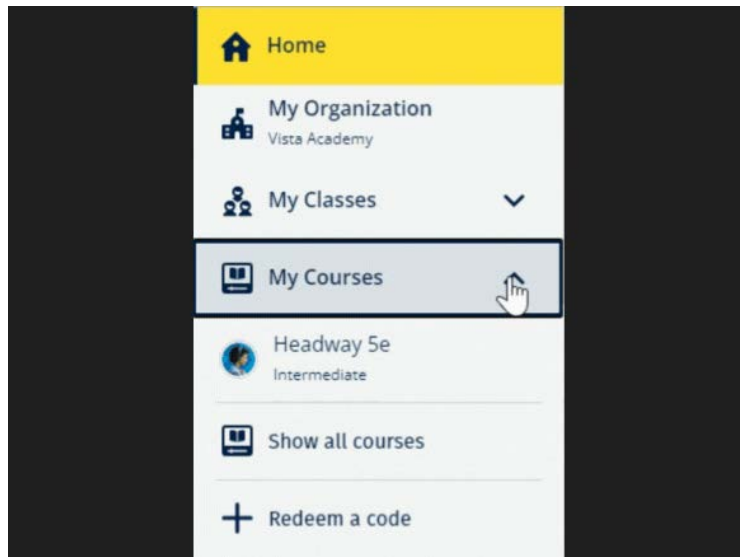 Home
My Organization
Vista Academy
My Classes
My Courses
Headway 5e
Intermediate
Show all courses
Redeem a code